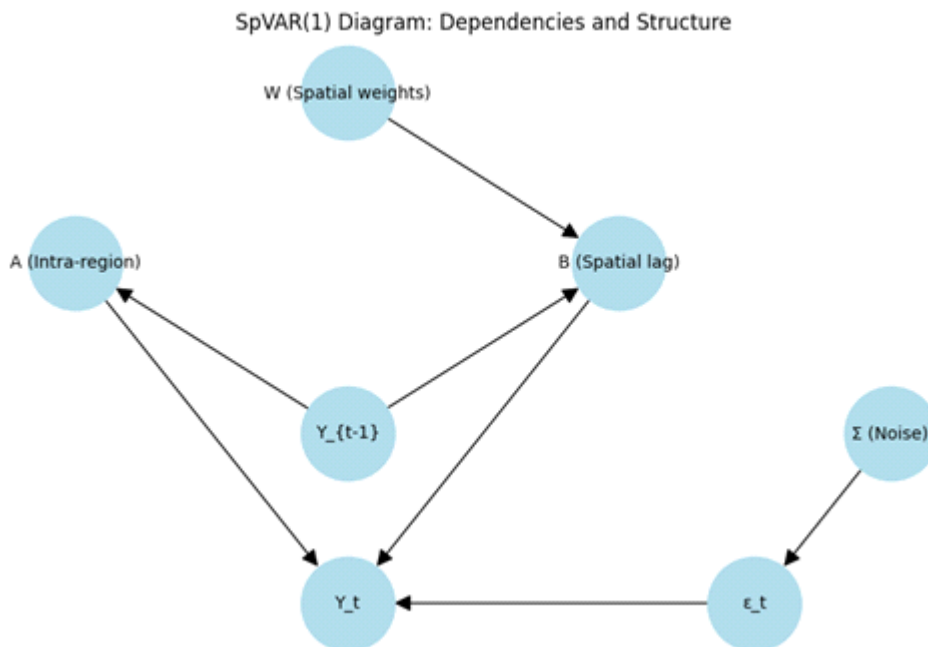 SpVAR(1) Diagram: Dependencies and Structure
W (Spatial weights)
A (Intra-region)
B (Spatial lag)
Y_{t-1}
Σ (Noise)
Y_t
ε_t